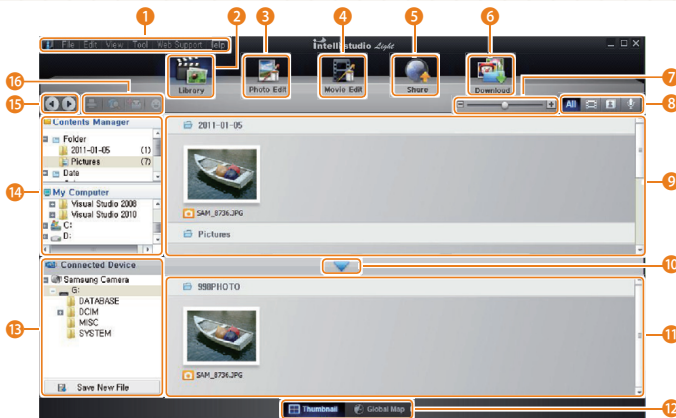 1
2
3
4
5
6
File Edit View Tool Web Support Help
Intelli-studio Light
7
16
Library
Photo Edit
Movie Edit
Share
Download
15
All
8
Contents Manager
Folder
2011-01-05 (1)
Pictures (7)
Date
2011-01-05
SAM_8736.JPG
Pictures
9
14
My Computer
Visual Studio 2008
Visual Studio 2010
C:
D:
10
Connected Device
Samsung Camera
G:
DATABASE
DCIM
MISC
SYSTEM
998PHOTO
SAM_8736.JPG
11
13
Save New File
Thumbnail
Global Map
12